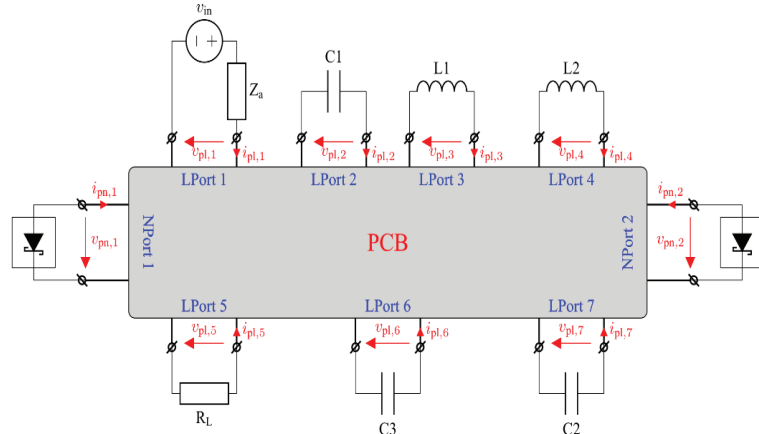 v_in
− +
Z_a
C1
L1
L2
v_pl,1
i_pl,1
v_pl,2
i_pl,2
v_pl,3
i_pl,3
v_pl,4
i_pl,4
LPort 1
LPort 2
LPort 3
LPort 4
i_pn,1
v_pn,1
NPort 1
PCB
NPort 2
i_pn,2
v_pn,2
LPort 5
LPort 6
LPort 7
v_pl,5
i_pl,5
v_pl,6
i_pl,6
v_pl,7
i_pl,7
R_L
C3
C2